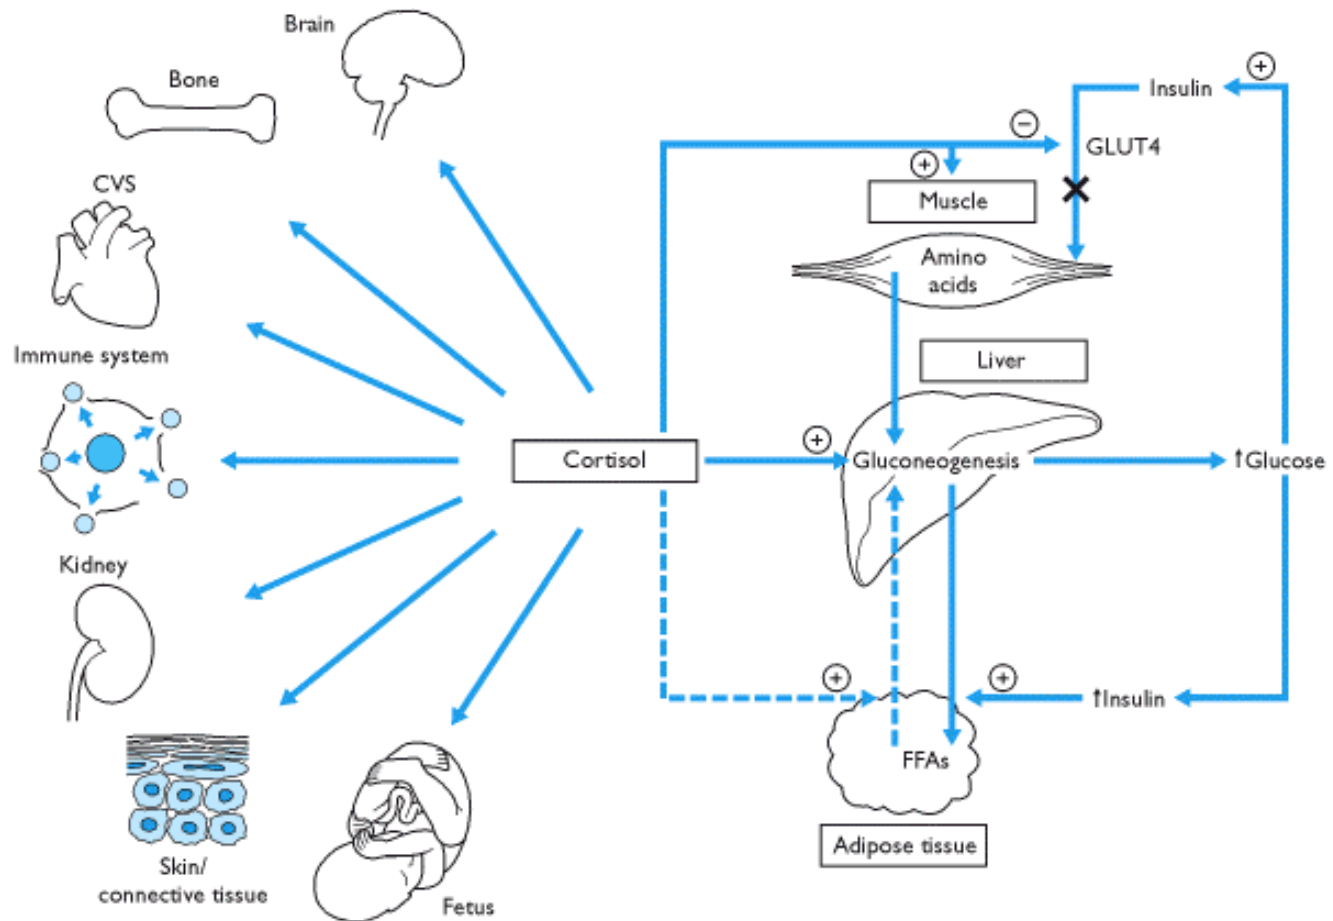 Brain
Bone
CVS
Immune system
Kidney
Skin/
connective tissue
Fetus
Cortisol
Insulin
+
−
GLUT4
+
Muscle
Amino
acids
Liver
+
Gluconeogenesis
↑Glucose
+
+
↑Insulin
FFAs
Adipose tissue